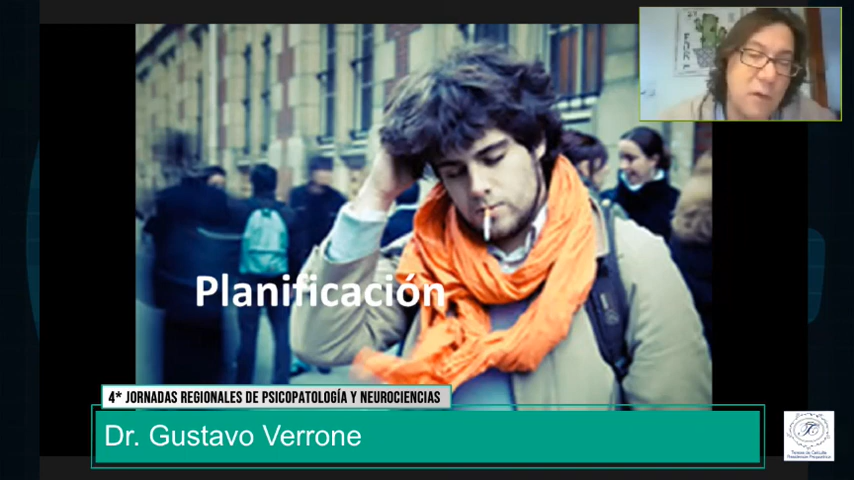 Planificación
4* JORNADAS REGIONALES DE PSICOPATOLOGÍA Y NEUROCIENCIAS
Dr. Gustavo Verrone